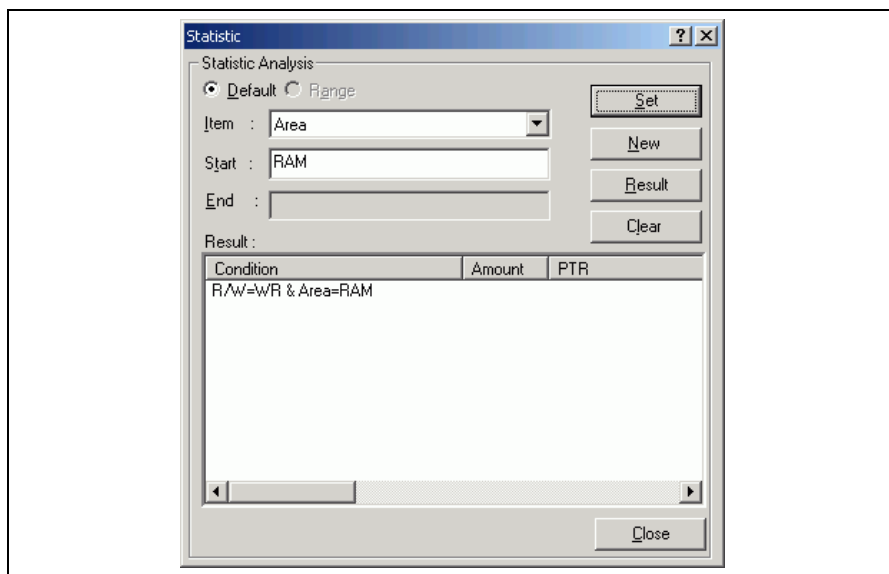 Statistic
Statistic Analysis
Default Range
Set
Item : Area
New
Start : RAM
Result
End :
Clear
Result :
Condition Amount PTR
R/W=WR & Area=RAM
Close